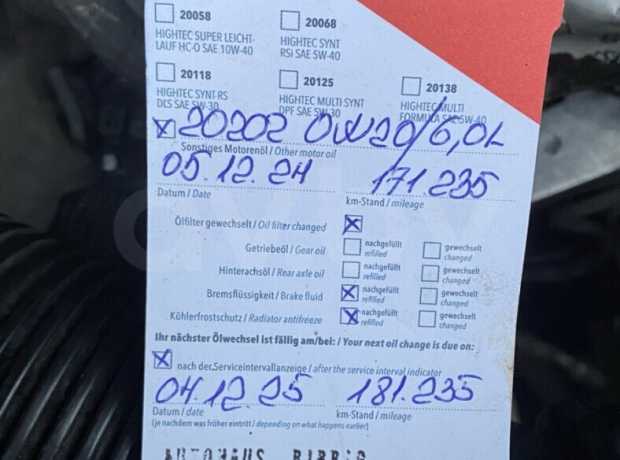 20058
HIGHTEC SUPER LEICHT-
LAUF HC-O SAE 10W-40
20068
HIGHTEC SYNT
RSI SAE 5W-40
20118
HIGHTEC SYNT RS
DLS SAE 5W-30
20125
HIGHTEC MULTI SYNT
DPF SAE 5W-30
20138
HIGHTEC MULTI
FORMULA SAE 5W-40
20202 0W20/6,0L
Sonstiges Motorenöl / Other motor oil
05.12.24 171.235
Datum / Date km-Stand / mileage
Ölfilter gewechselt / Oil filter changed
Getriebeöl / Gear oil nachgefüllt refilled gewechselt changed
Hinterachsöl / Rear axle oil nachgefüllt refilled gewechselt changed
Bremsflüssigkeit / Brake fluid nachgefüllt refilled gewechselt changed
Kühlerfrostschutz / Radiator antifreeze nachgefüllt refilled gewechselt changed
Ihr nächster Ölwechsel ist fällig am/bei: / Your next oil change is due on:
nach der Serviceintervallanzeige / after the service interval indicator
04.12.25 181.235
Datum / date km-Stand / mileage
(je nachdem was früher eintritt) / depending on what happens earlier)
AUTOHAUS